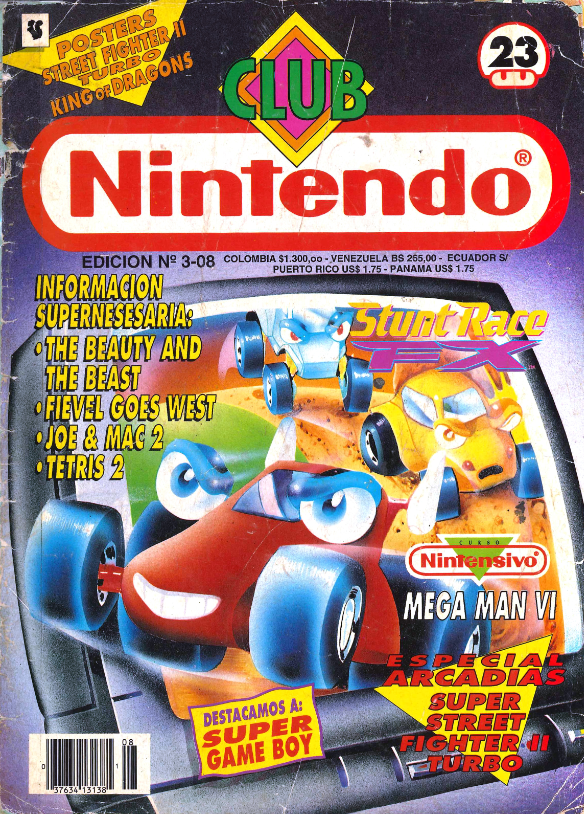 POSTERS
STREET FIGHTER II
TURBO
KING OF DRAGONS
CLUB
23
Nintendo®
EDICION Nº 3-08 COLOMBIA $1.300,oo - VENEZUELA BS 255,00 - ECUADOR S/
PUERTO RICO US$ 1.75 - PANAMA US$ 1.75
INFORMACION
SUPERNESESARIA:
• THE BEAUTY AND
THE BEAST
• FIEVEL GOES WEST
• JOE & MAC 2
• TETRIS 2
Stunt Race
FX
CURSO
Nintensivo
MEGA MAN VI
ESPECIAL
ARCADIAS
SUPER
STREET
FIGHTER II
TURBO
DESTACAMOS A:
SUPER
GAME BOY
08
0 37634 13138 1